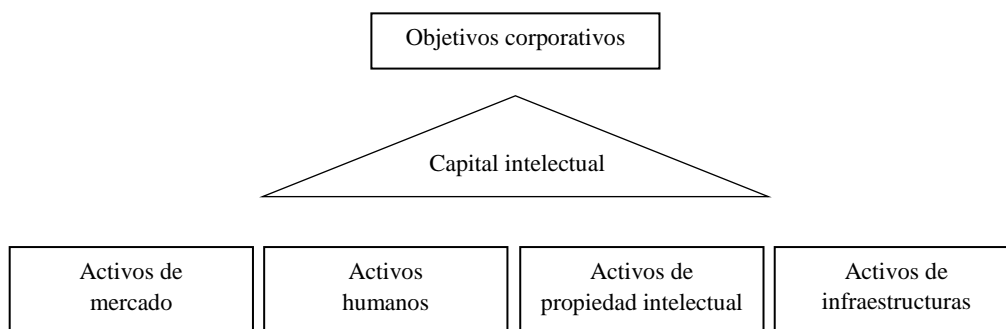 Objetivos corporativos
Capital intelectual
Activos de
mercado
Activos
humanos
Activos de
propiedad intelectual
Activos de
infraestructuras